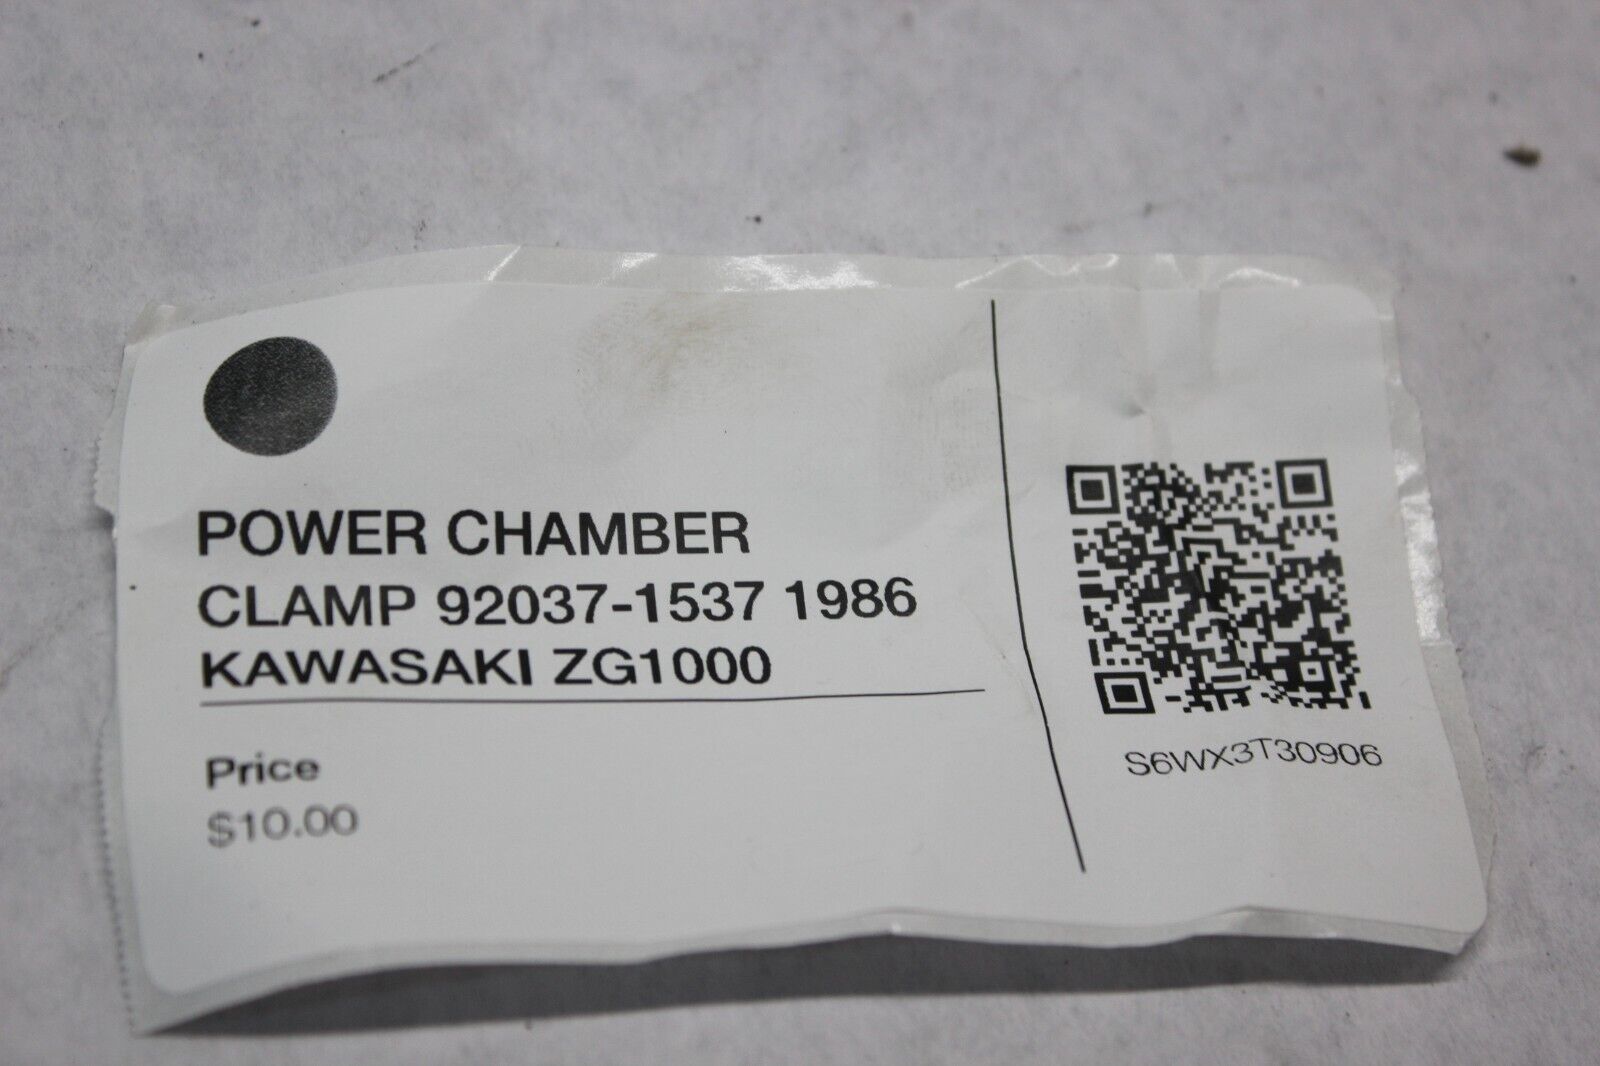 POWER CHAMBER
CLAMP 92037-1537 1986
KAWASAKI ZG1000
Price
$10.00
S6WX3T30906